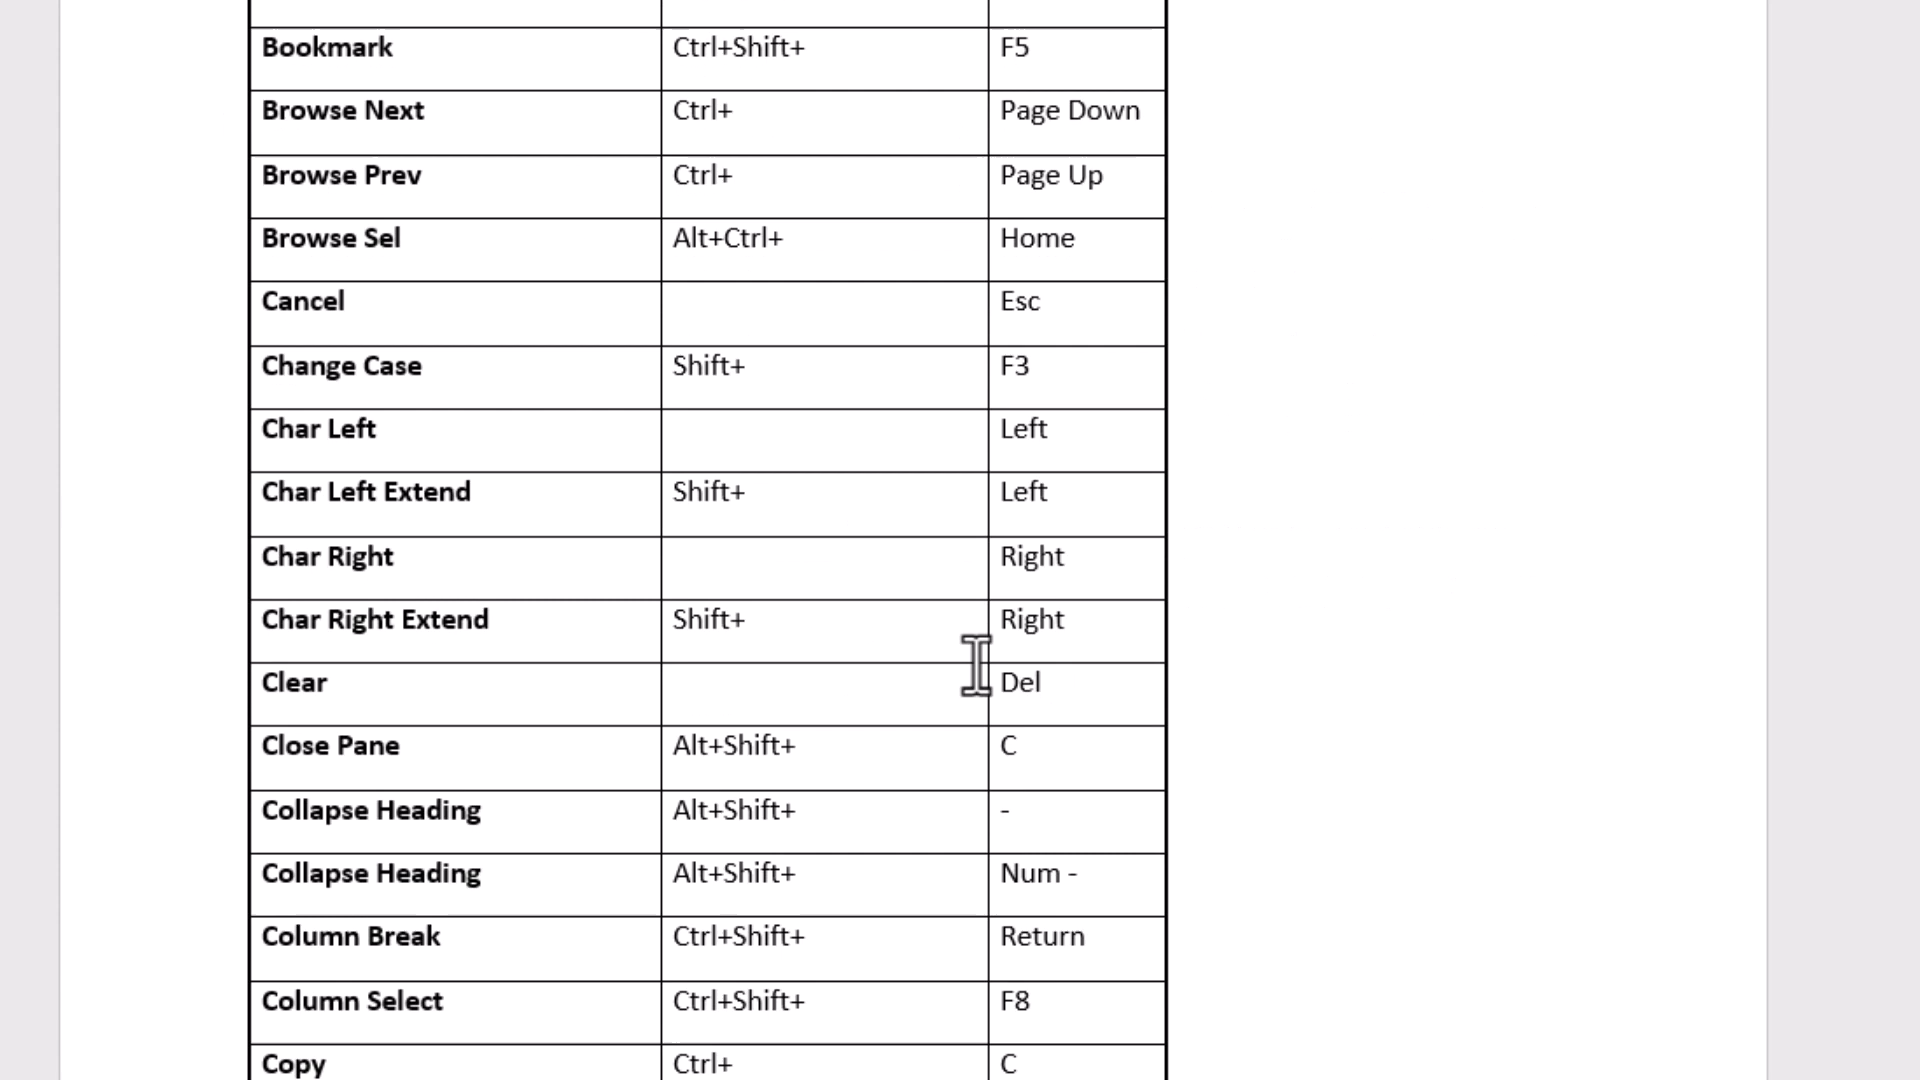 Bookmark Ctrl+Shift+ F5
Browse Next Ctrl+ Page Down
Browse Prev Ctrl+ Page Up
Browse Sel Alt+Ctrl+ Home
Cancel Esc
Change Case Shift+ F3
Char Left Left
Char Left Extend Shift+ Left
Char Right Right
Char Right Extend Shift+ Right
Clear Del
Close Pane Alt+Shift+ C
Collapse Heading Alt+Shift+ -
Collapse Heading Alt+Shift+ Num -
Column Break Ctrl+Shift+ Return
Column Select Ctrl+Shift+ F8
Copy Ctrl+ C